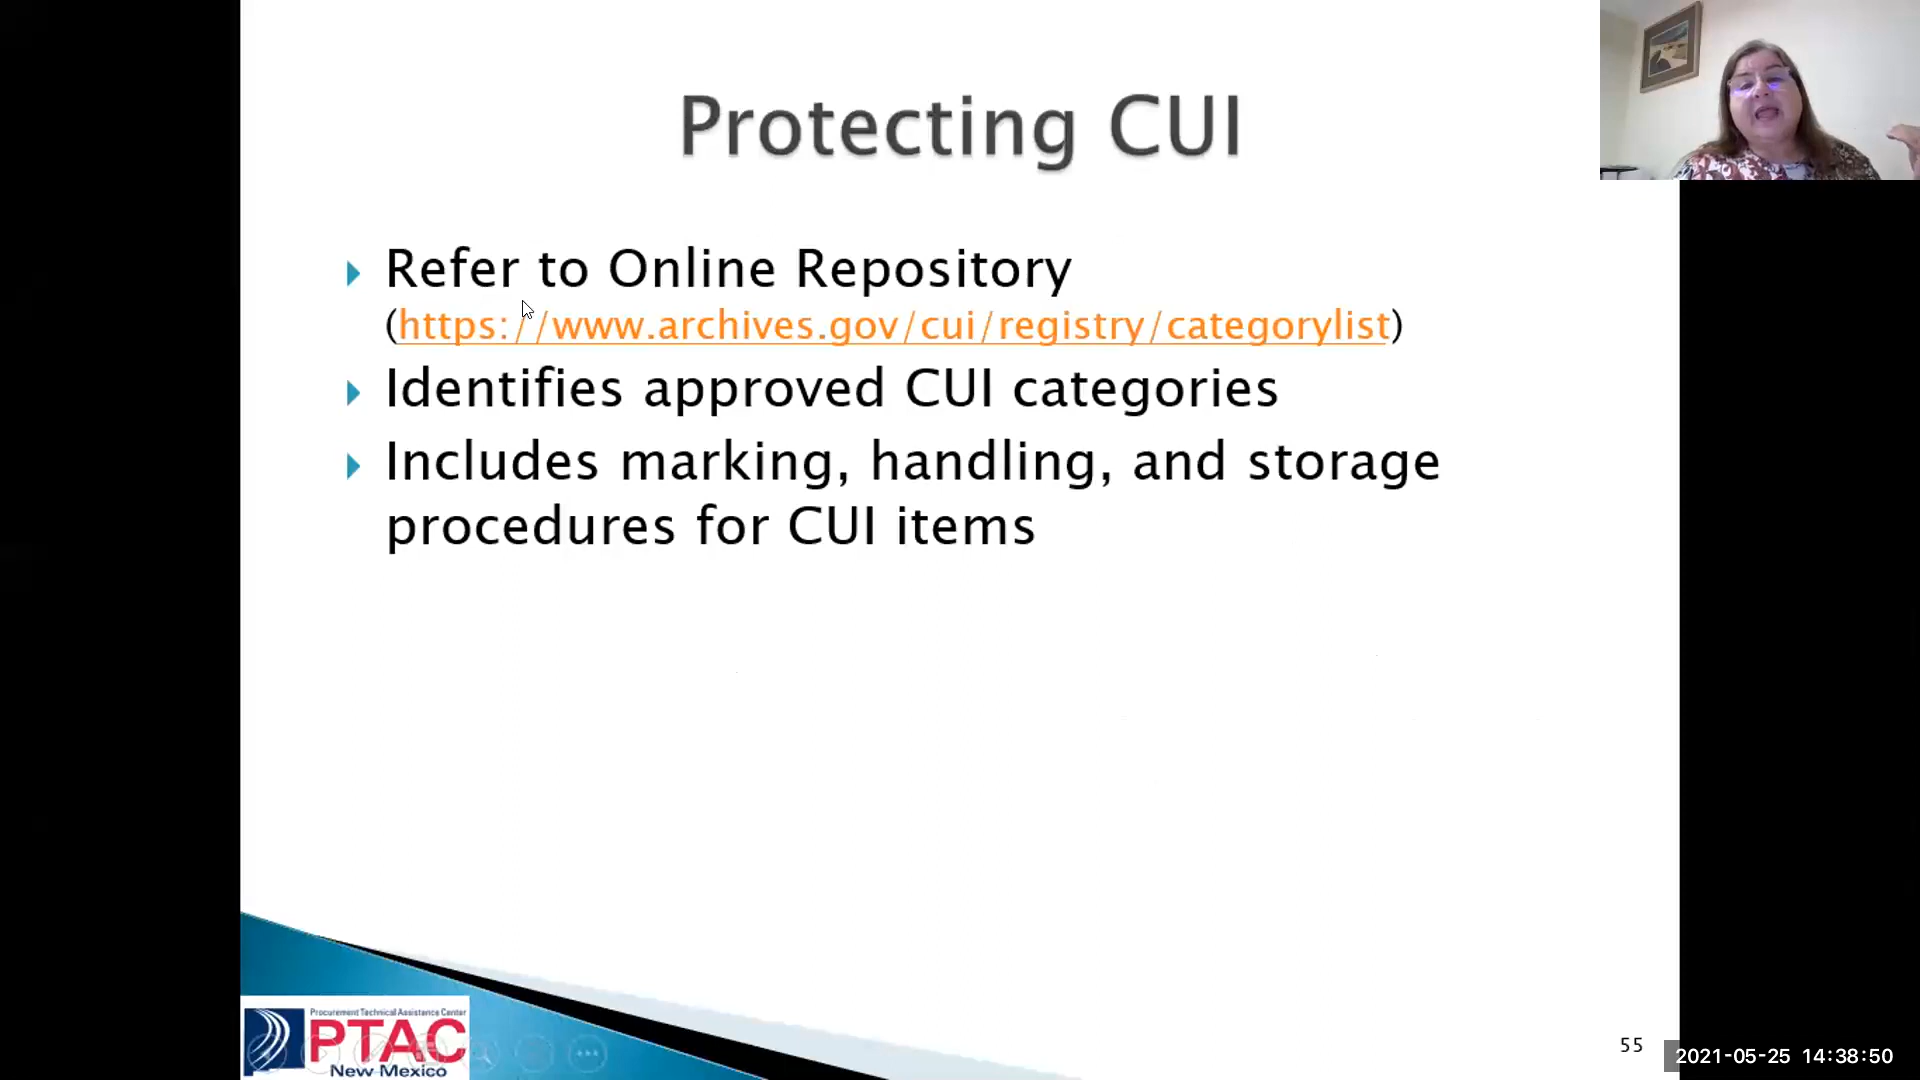 Protecting CUI
Refer to Online Repository
(https://www.archives.gov/cui/registry/categorylist)
Identifies approved CUI categories
Includes marking, handling, and storage
procedures for CUI items
Procurement Technical Assistance Center
PTAC
New Mexico
55
2021-05-25 14:38:50